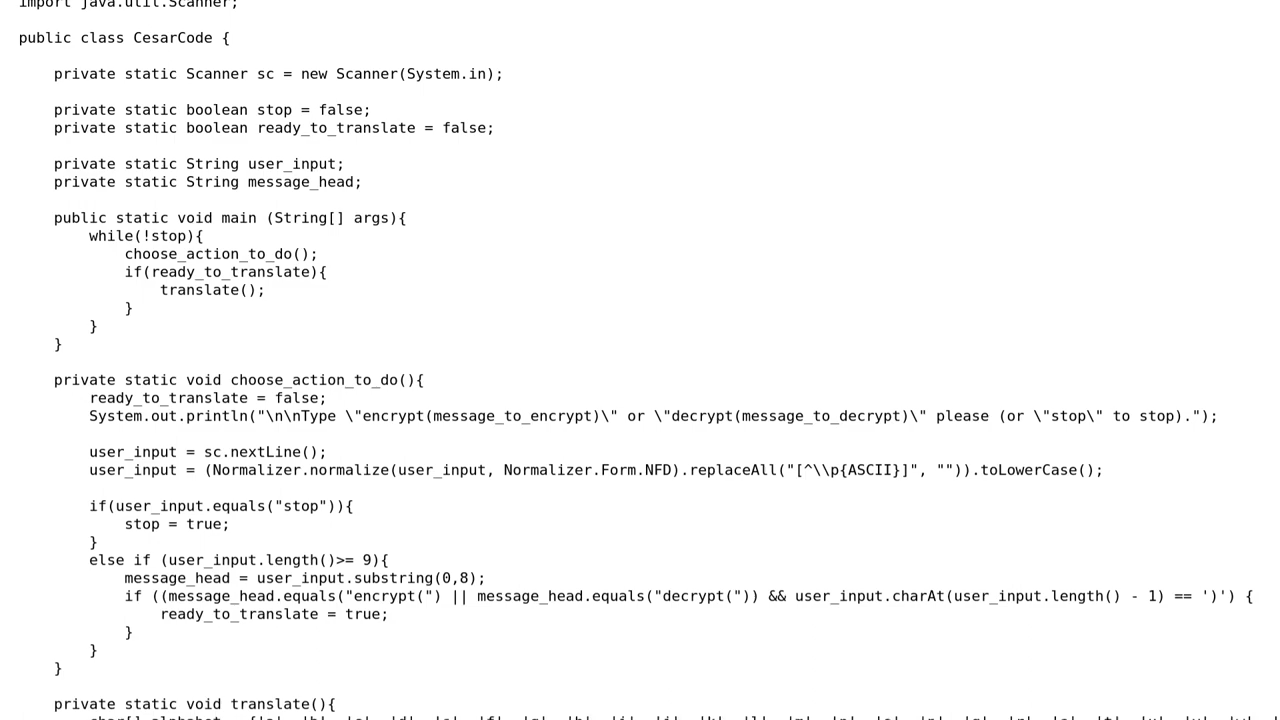 import java.util.Scanner;
public class CesarCode {
private static Scanner sc = new Scanner(System.in);
private static boolean stop = false;
private static boolean ready_to_translate = false;
private static String user_input;
private static String message_head;
public static void main (String[] args){
while(!stop){
choose_action_to_do();
if(ready_to_translate){
translate();
}
}
}
private static void choose_action_to_do(){
ready_to_translate = false;
System.out.println("\n\nType \"encrypt(message_to_encrypt)\" or \"decrypt(message_to_decrypt)\" please (or \"stop\" to stop).");
user_input = sc.nextLine();
user_input = (Normalizer.normalize(user_input, Normalizer.Form.NFD).replaceAll("[^\\p{ASCII}]", "")).toLowerCase();
if(user_input.equals("stop")){
stop = true;
}
else if (user_input.length()>= 9){
message_head = user_input.substring(0,8);
if ((message_head.equals("encrypt(") || message_head.equals("decrypt(")) && user_input.charAt(user_input.length() - 1) == ')') {
ready_to_translate = true;
}
}
}
private static void translate(){